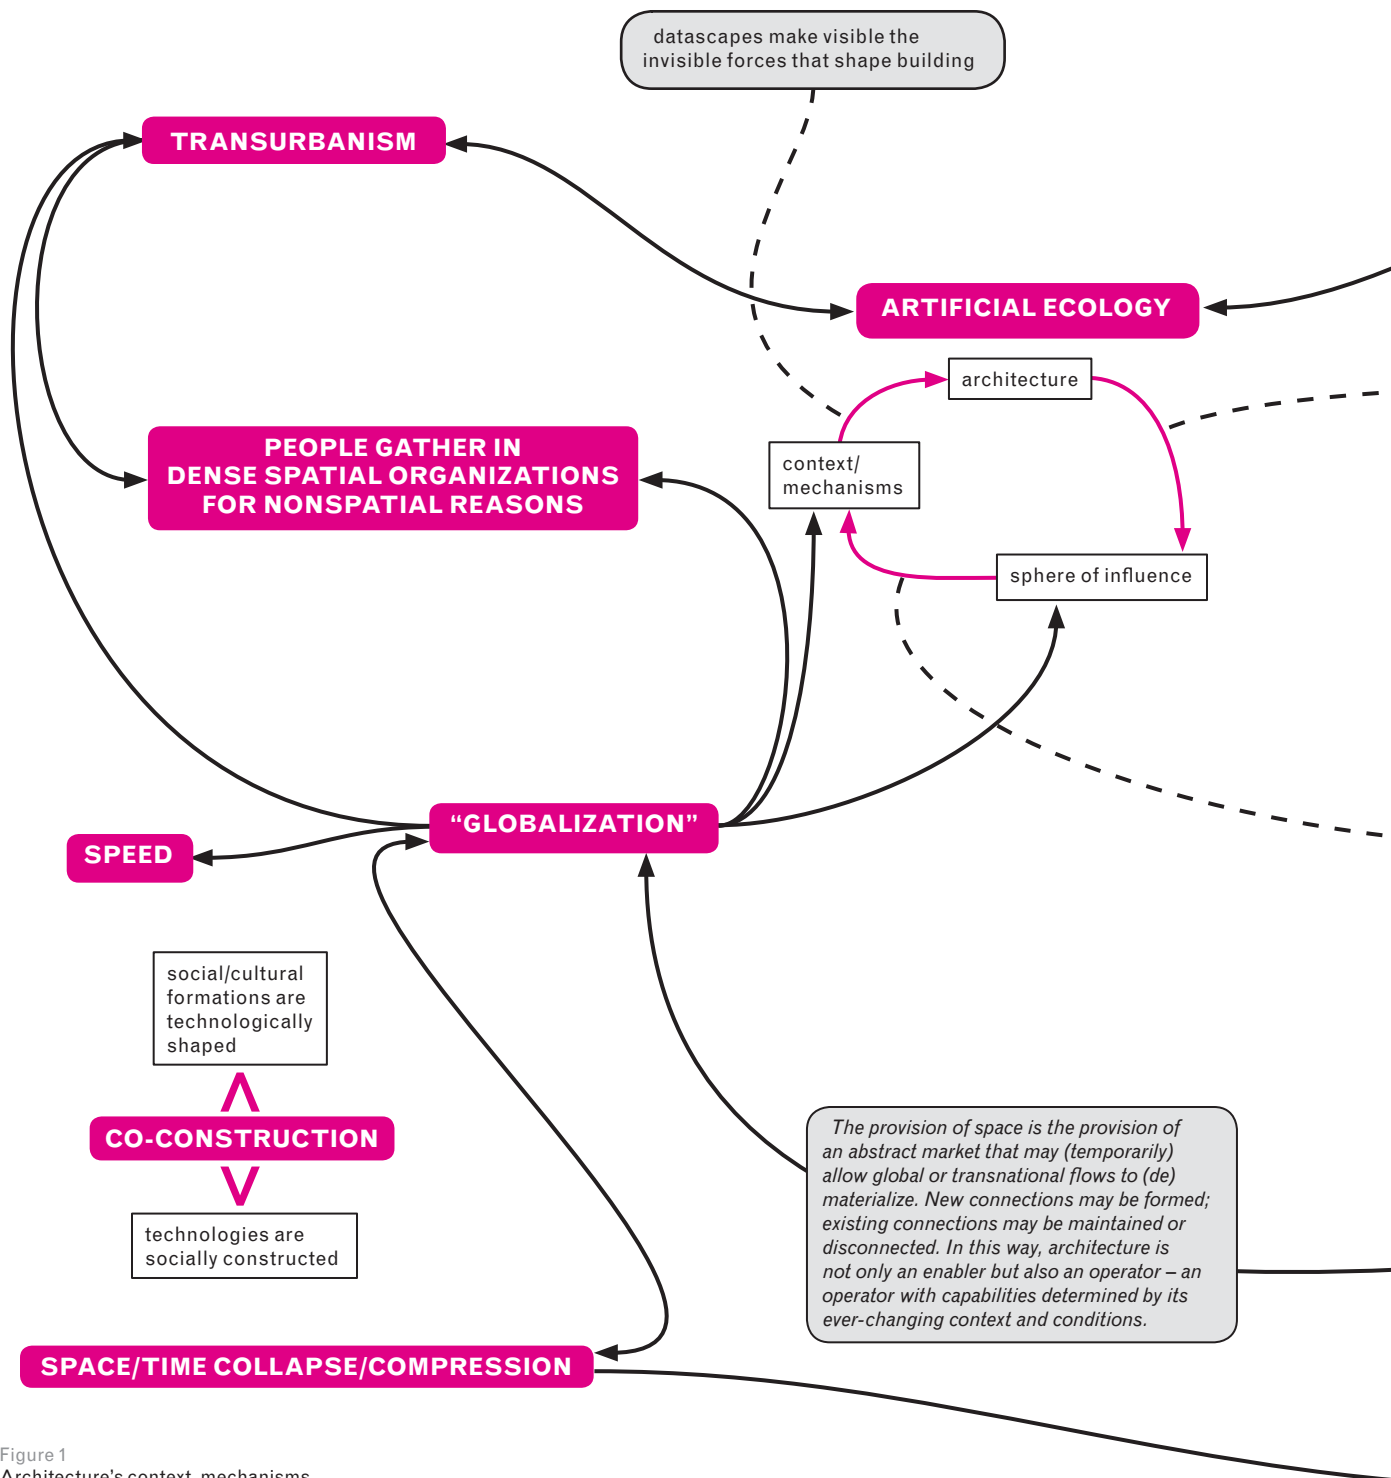 datascapes make visible the
invisible forces that shape building
TRANSURBANISM
ARTIFICIAL ECOLOGY
architecture
PEOPLE GATHER IN
DENSE SPATIAL ORGANIZATIONS
FOR NONSPATIAL REASONS
context/
mechanisms
sphere of influence
“GLOBALIZATION”
SPEED
social/cultural
formations are
technologically
shaped
CO-CONSTRUCTION
technologies are
socially constructed
The provision of space is the provision of
an abstract market that may (temporarily)
allow global or transnational flows to (de)
materialize. New connections may be formed;
existing connections may be maintained or
disconnected. In this way, architecture is
not only an enabler but also an operator – an
operator with capabilities determined by its
ever-changing context and conditions.
SPACE/TIME COLLAPSE/COMPRESSION
Figure 1
Architecture’s context, mechanisms